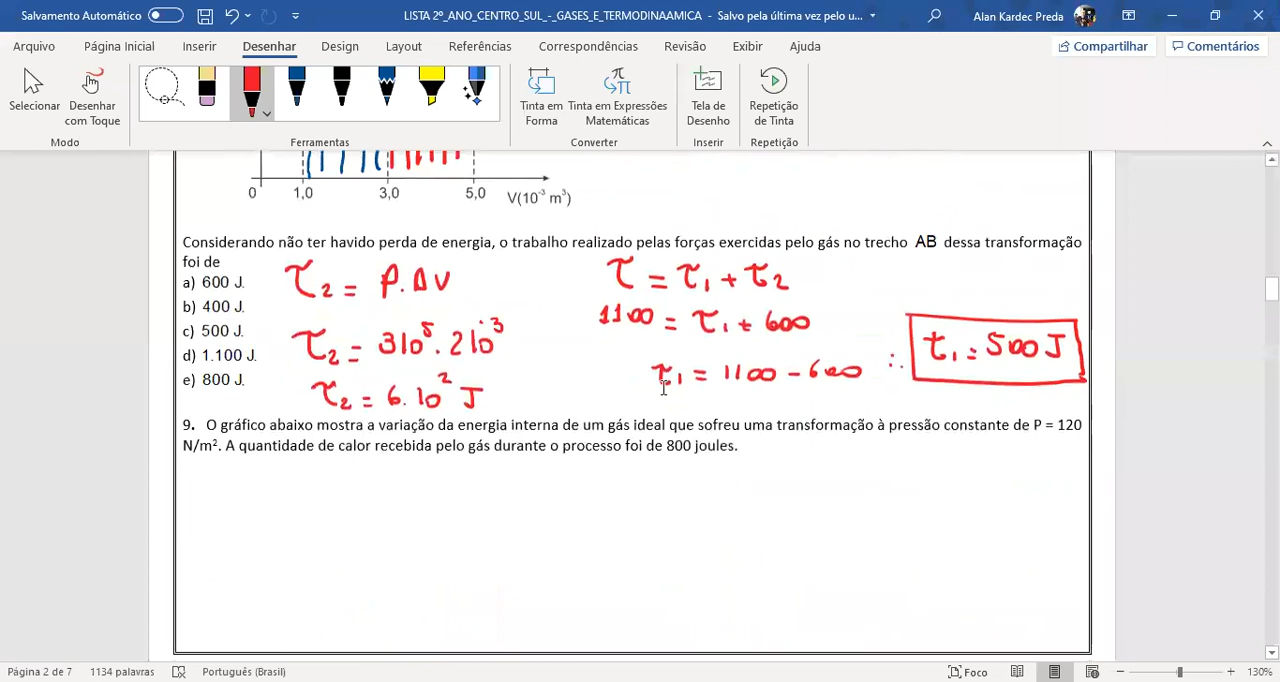 Salvamento Automático
LISTA 2º_ANO_CENTRO_SUL_-_GASES_E_TERMODINAAMICA - Salvo pela última vez pelo u...
Alan Kardec Preda
Arquivo Página Inicial Inserir Desenhar Design Layout Referências Correspondências Revisão Exibir Ajuda
Compartilhar Comentários
Selecionar
Desenhar com Toque
Tinta em Forma
Tinta em Expressões Matemáticas
Tela de Desenho
Repetição de Tinta
Modo Ferramentas Converter Inserir Repetição
0 1,0 3,0 5,0 V(10⁻³ m³)
Considerando não ter havido perda de energia, o trabalho realizado pelas forças exercidas pelo gás no trecho AB dessa transformação
foi de
a) 600 J.
b) 400 J.
c) 500 J.
d) 1.100 J.
e) 800 J.
τ₂ = P.ΔV
τ₂ = 310⁵.210⁻³
τ₂ = 6.10² J
τ = τ₁ + τ₂
1100 = τ₁ + 600
τ₁ = 1100 - 600 ∴
τ₁ = 500 J
9. O gráfico abaixo mostra a variação da energia interna de um gás ideal que sofreu uma transformação à pressão constante de P = 120
N/m². A quantidade de calor recebida pelo gás durante o processo foi de 800 joules.
Página 2 de 7 1134 palavras Português (Brasil) Foco 130%